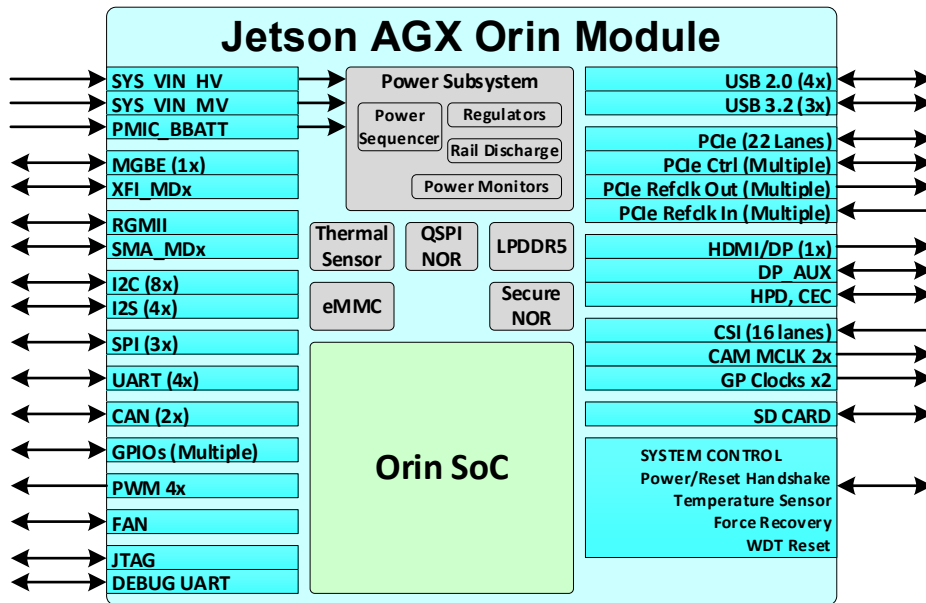 Jetson AGX Orin Module
SYS_VIN_HV
SYS_VIN_MV
PMIC_BBATT
MGBE (1x)
XFI_MDx
RGMII
SMA_MDx
I2C (8x)
I2S (4x)
SPI (3x)
UART (4x)
CAN (2x)
GPIOs (Multiple)
PWM 4x
FAN
JTAG
DEBUG UART
Power Subsystem
Power
Sequencer
Regulators
Rail Discharge
Power Monitors
Thermal
Sensor
QSPI
NOR
LPDDR5
eMMC
Secure
NOR
Orin SoC
USB 2.0 (4x)
USB 3.2 (3x)
PCIe (22 Lanes)
PCIe Ctrl (Multiple)
PCIe Refclk Out (Multiple)
PCIe Refclk In (Multiple)
HDMI/DP (1x)
DP_AUX
HPD, CEC
CSI (16 lanes)
CAM MCLK 2x
GP Clocks x2
SD CARD
SYSTEM CONTROL
Power/Reset Handshake
Temperature Sensor
Force Recovery
WDT Reset